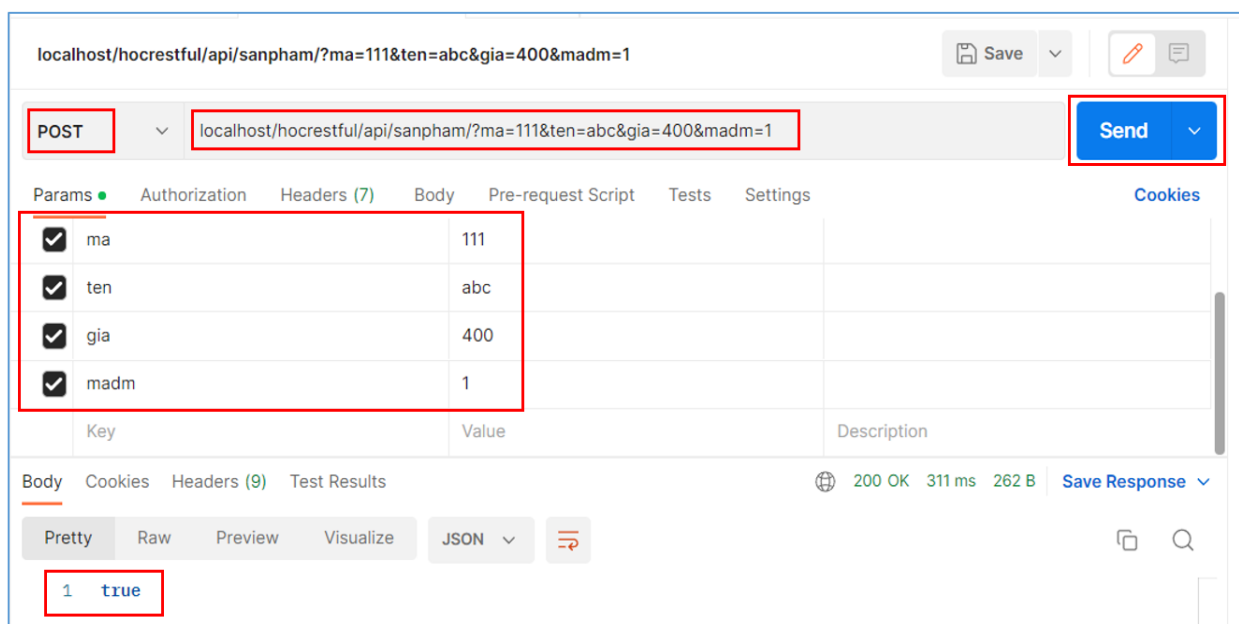 localhost/hocrestful/api/sanpham/?ma=111&ten=abc&gia=400&madm=1 Save
POST localhost/hocrestful/api/sanpham/?ma=111&ten=abc&gia=400&madm=1 Send
Params Authorization Headers (7) Body Pre-request Script Tests Settings Cookies
ma 111
ten abc
gia 400
madm 1
Key Value Description
Body Cookies Headers (9) Test Results 200 OK 311 ms 262 B Save Response
Pretty Raw Preview Visualize JSON
1 true